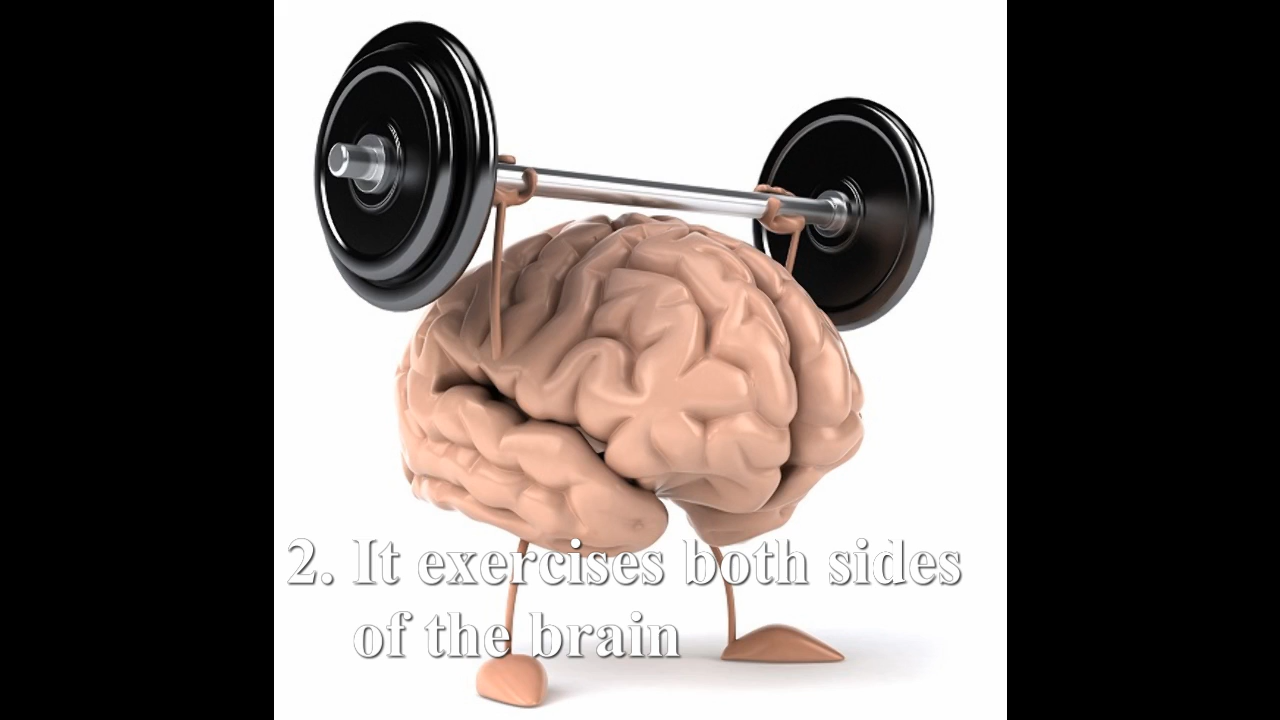 2. It exercises both sides
of the brain